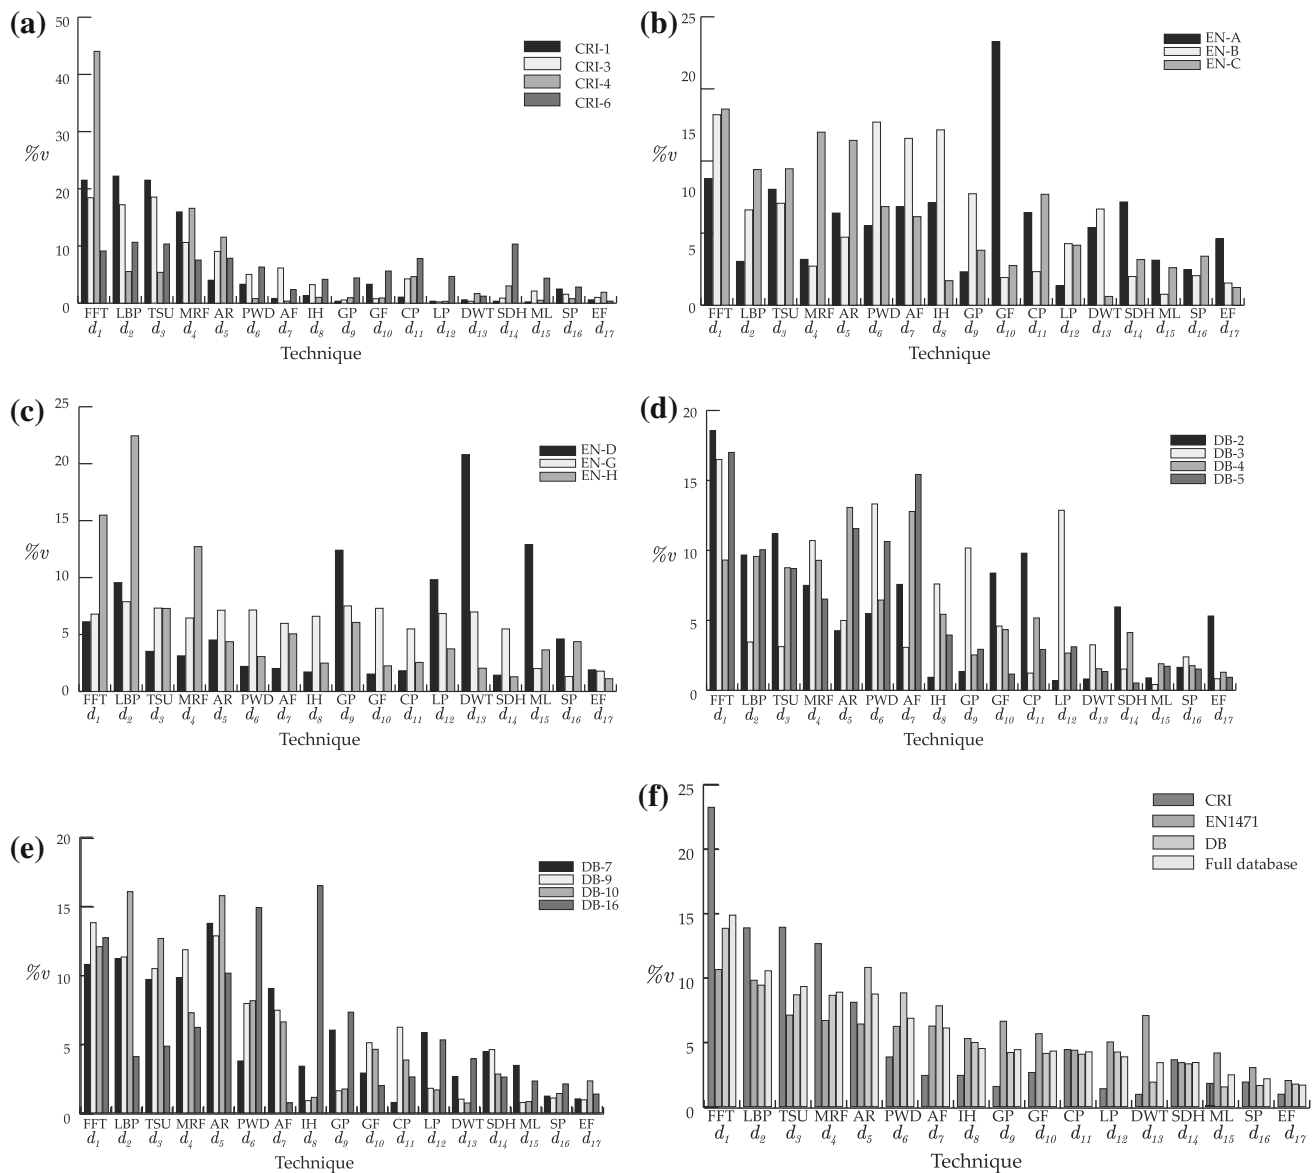 (a)
50
40
30
20
10
0
%v
CRI-1
CRI-3
CRI-4
CRI-6
FFT LBP TSU MRF AR PWD AF IH GP GF CP LP DWT SDH ML SP EF
d1 d2 d3 d4 d5 d6 d7 d8 d9 d10 d11 d12 d13 d14 d15 d16 d17
Technique
(b)
25
20
15
10
5
0
%v
EN-A
EN-B
EN-C
FFT LBP TSU MRF AR PWD AF IH GP GF CP LP DWT SDH ML SP EF
d1 d2 d3 d4 d5 d6 d7 d8 d9 d10 d11 d12 d13 d14 d15 d16 d17
Technique
(c)
25
20
15
10
5
0
%v
EN-D
EN-G
EN-H
FFT LBP TSU MRF AR PWD AF IH GP GF CP LP DWT SDH ML SP EF
d1 d2 d3 d4 d5 d6 d7 d8 d9 d10 d11 d12 d13 d14 d15 d16 d17
Technique
(d)
20
15
10
5
0
%v
DB-2
DB-3
DB-4
DB-5
FFT LBP TSU MRF AR PWD AF IH GP GF CP LP DWT SDH ML SP EF
d1 d2 d3 d4 d5 d6 d7 d8 d9 d10 d11 d12 d13 d14 d15 d16 d17
Technique
(e)
20
15
10
5
0
%v
DB-7
DB-9
DB-10
DB-16
FFT LBP TSU MRF AR PWD AF IH GP GF CP LP DWT SDH ML SP EF
d1 d2 d3 d4 d5 d6 d7 d8 d9 d10 d11 d12 d13 d14 d15 d16 d17
Technique
(f)
25
20
15
10
5
0
%v
CRI
EN1471
DB
Full database
FFT LBP TSU MRF AR PWD AF IH GP GF CP LP DWT SDH ML SP EF
d1 d2 d3 d4 d5 d6 d7 d8 d9 d10 d11 d12 d13 d14 d15 d16 d17
Technique